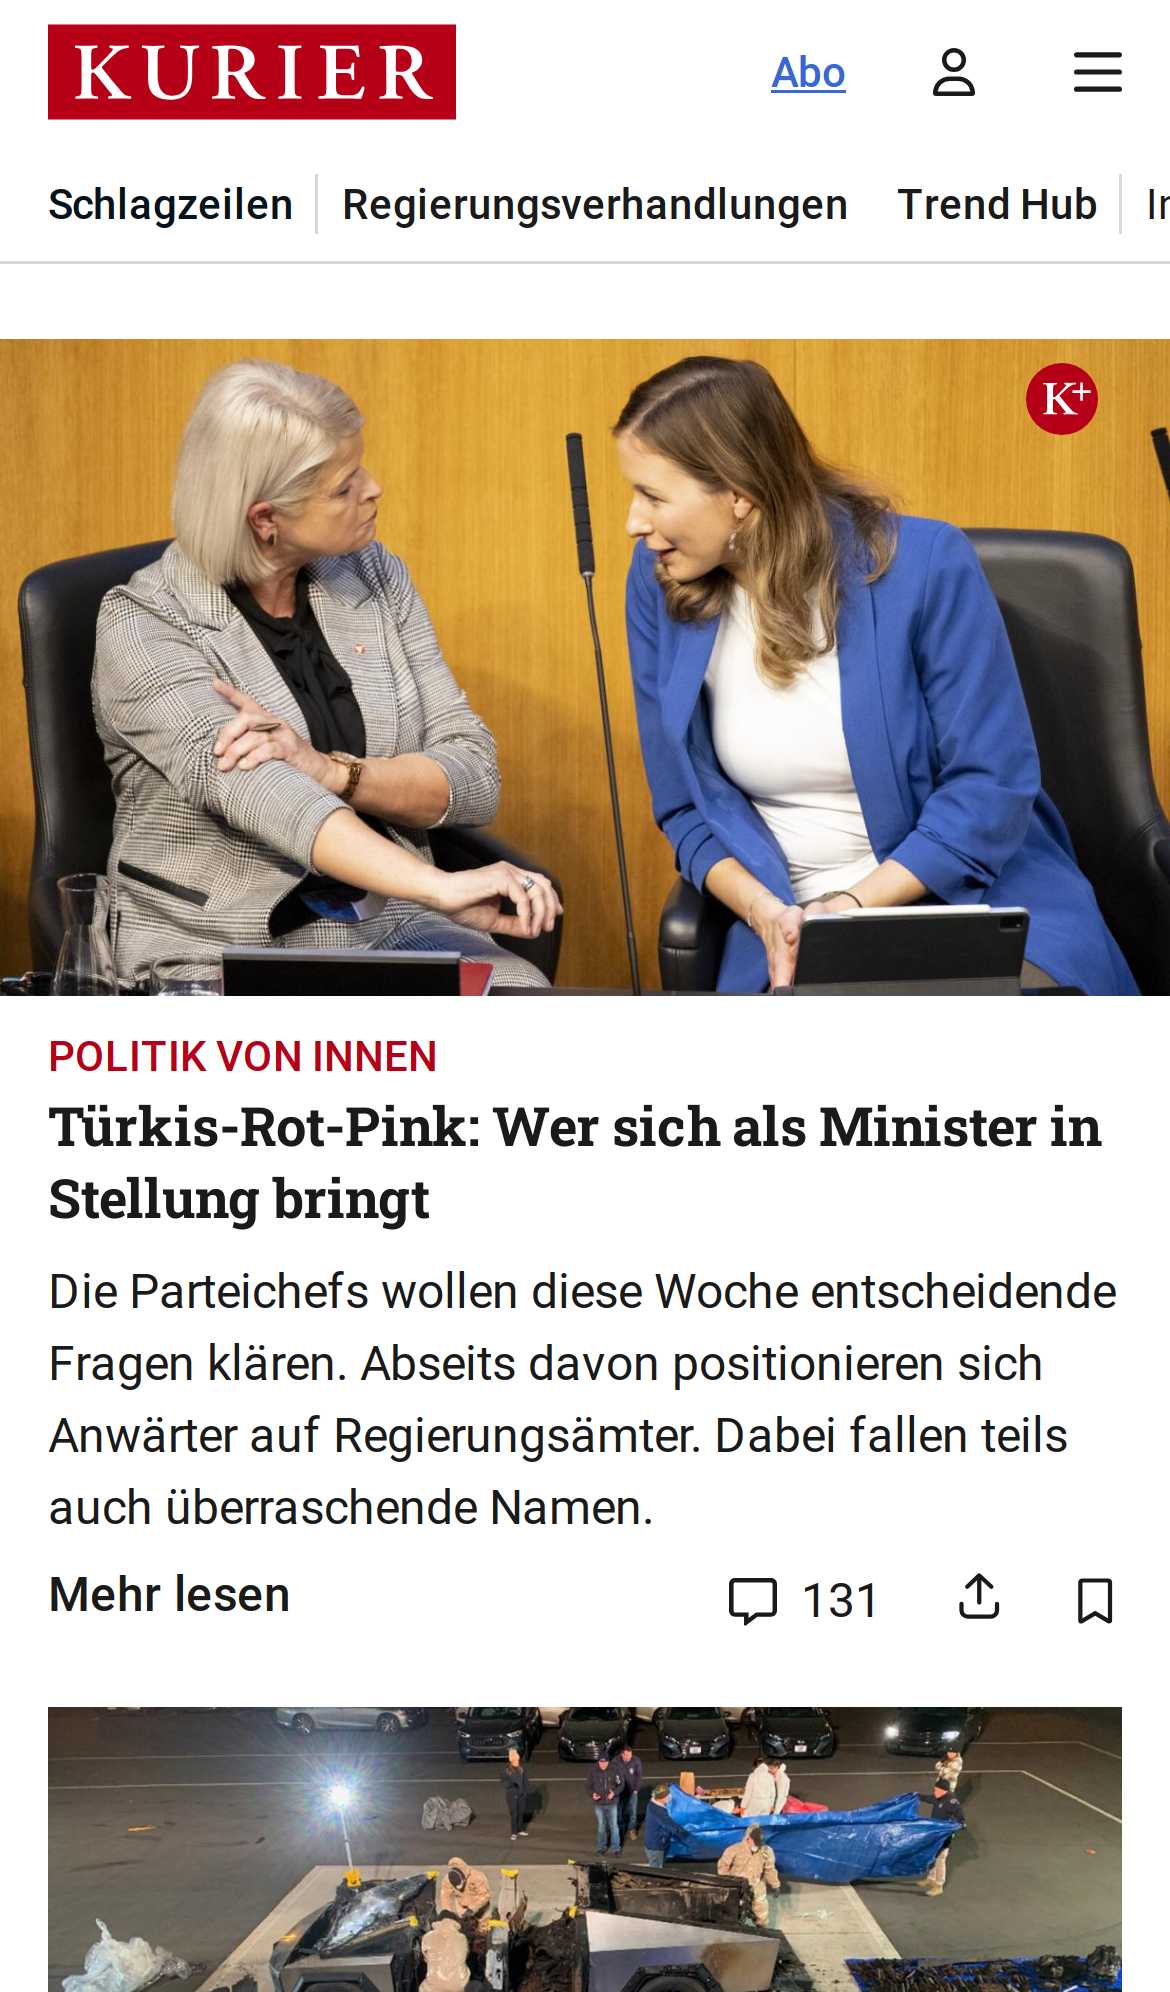 KURIER
Abo
Schlagzeilen
Regierungsverhandlungen
Trend Hub
K+
POLITIK VON INNEN
Türkis-Rot-Pink: Wer sich als Minister in
Stellung bringt
Die Parteichefs wollen diese Woche entscheidende
Fragen klären. Abseits davon positionieren sich
Anwärter auf Regierungsämter. Dabei fallen teils
auch überraschende Namen.
Mehr lesen
131